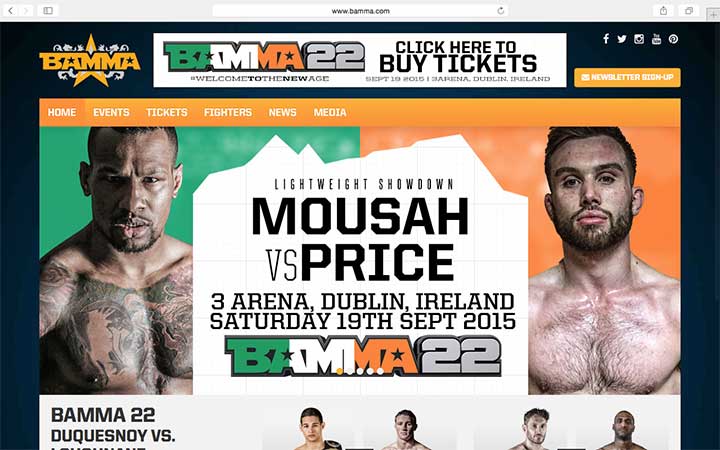 www.bamma.com
BAMMA
BAMMA 22
#WELCOMETOTHENEWAGE
CLICK HERE TO
BUY TICKETS
SEPT 19 2015 | 3ARENA, DUBLIN, IRELAND
NEWSLETTER SIGN-UP
HOME EVENTS TICKETS FIGHTERS NEWS MEDIA
LIGHTWEIGHT SHOWDOWN
MOUSAH
VS PRICE
3 ARENA, DUBLIN, IRELAND
SATURDAY 19TH SEPT 2015
BAMMA 22
BAMMA 22
DUQUESNOY VS.
LOUGHNANE